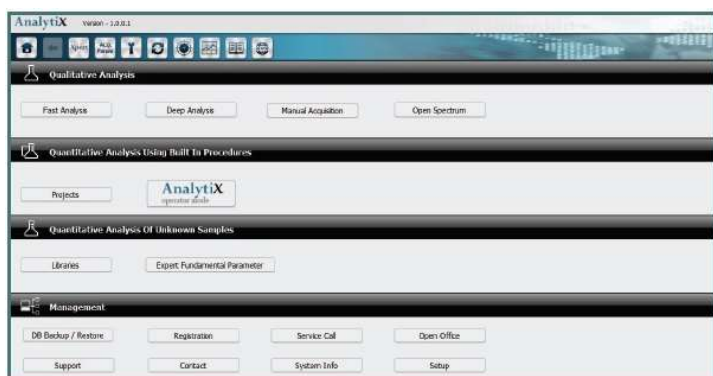 AnalytiX Version - 1.0.0.1
Qualitative Analysis
Fast Analysis Deep Analysis Manual Acquisition Open Spectrum
Quantitative Analysis Using Built In Procedures
Projects AnalytiX
operator mode
Quantitative Analysis Of Unknown Samples
Libraries Expert Fundamental Parameter
Management
DB Backup / Restore Registration Service Call Open Office
Support Contact System Info Setup